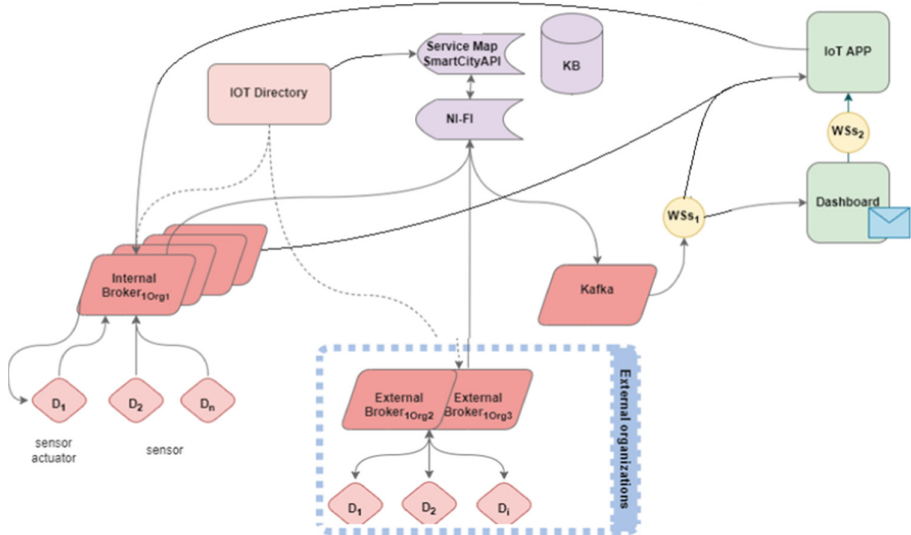 Service Map
SmartCityAPI
KB
IoT APP
IOT Directory
NI-FI
WSs2
WSs1
Dashboard
Internal
Broker1Org1
Kafka
D1
D2
Dn
sensor
actuator
sensor
External
Broker1Org2
External
Broker1Org3
External organizations
D1
D2
Di